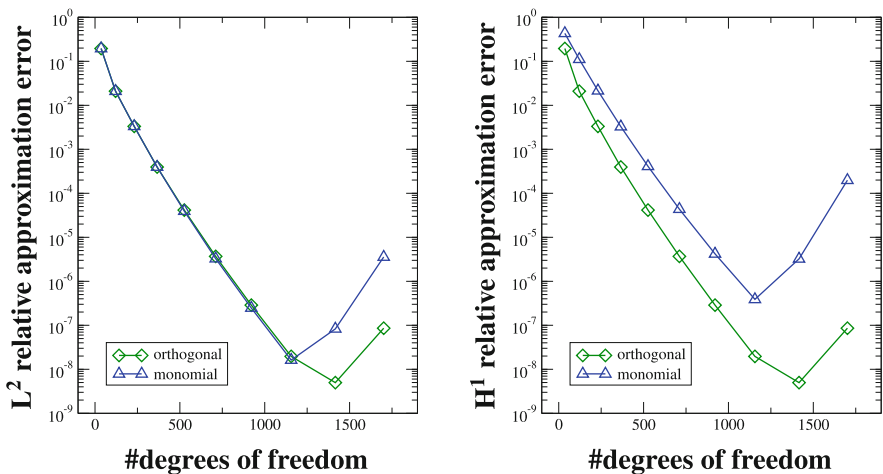 L² relative approximation error
10⁰
10⁻¹
10⁻²
10⁻³
10⁻⁴
10⁻⁵
10⁻⁶
10⁻⁷
10⁻⁸
10⁻⁹
orthogonal
monomial
0 500 1000 1500
#degrees of freedom
H¹ relative approximation error
10⁰
10⁻¹
10⁻²
10⁻³
10⁻⁴
10⁻⁵
10⁻⁶
10⁻⁷
10⁻⁸
10⁻⁹
orthogonal
monomial
0 500 1000 1500
#degrees of freedom